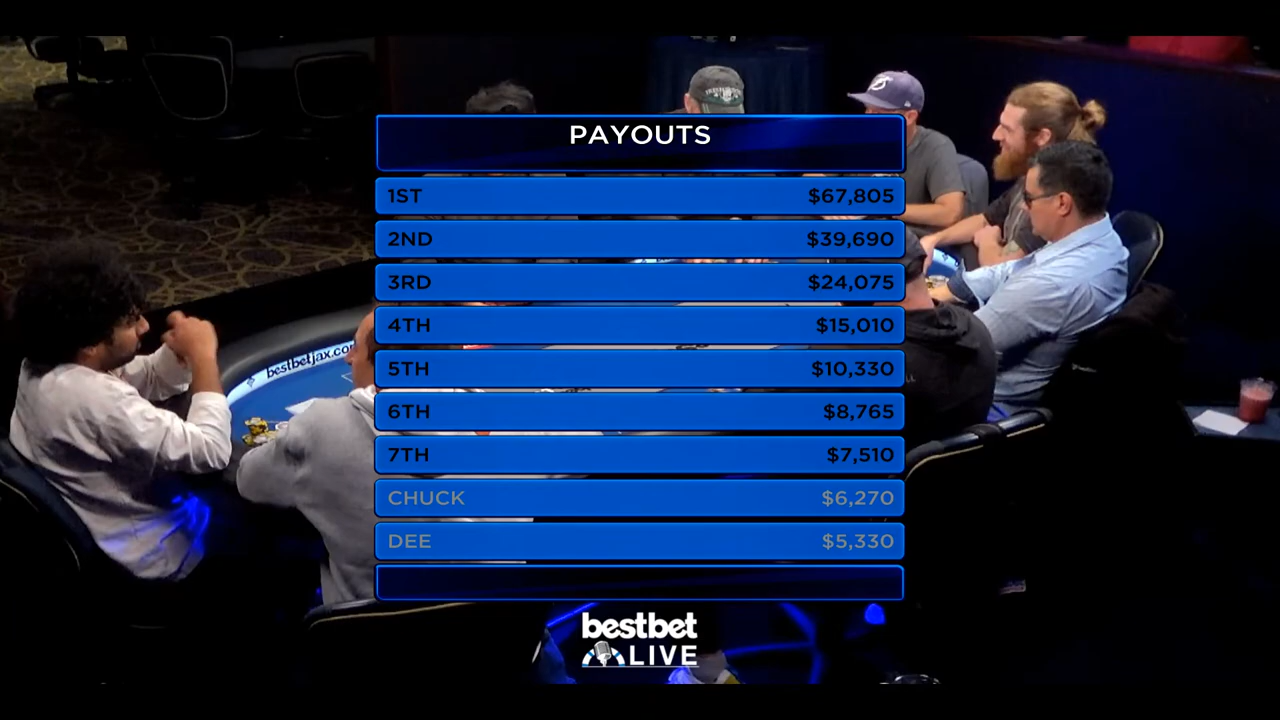 PAYOUTS
1ST $67,805
2ND $39,690
3RD $24,075
4TH $15,010
5TH $10,330
6TH $8,765
7TH $7,510
CHUCK $6,270
DEE $5,330
bestbetjax.co
bestbet
LIVE